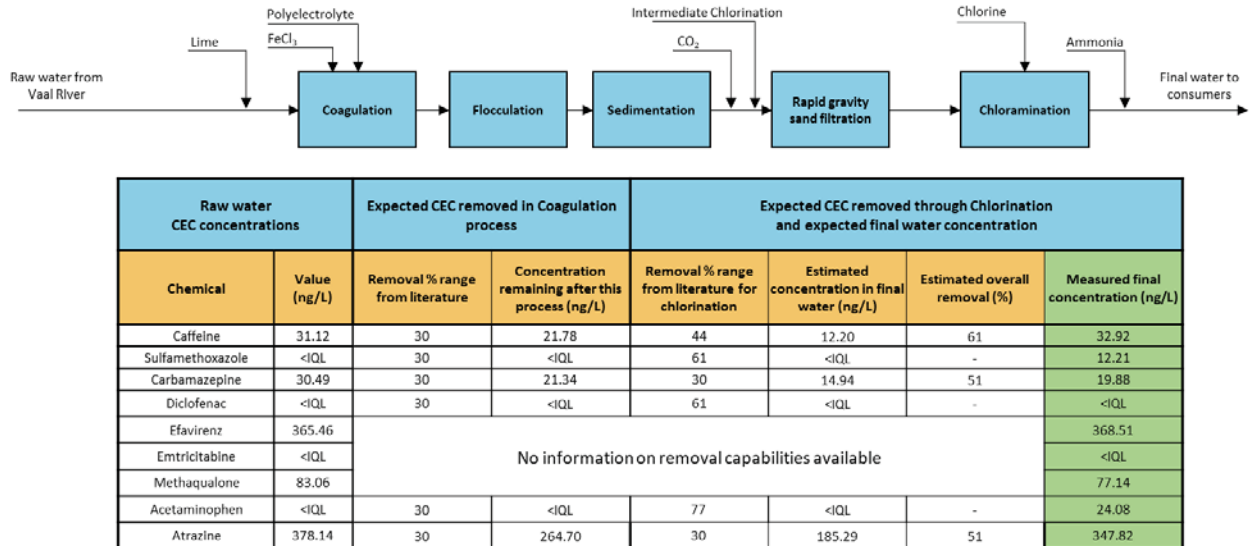 Polyelectrolyte
Intermediate Chlorination
Chlorine
Lime
FeCl₃
CO₂
Ammonia
Raw water from
Vaal River
Coagulation
Flocculation
Sedimentation
Rapid gravity
sand filtration
Chloramination
Final water to
consumers
Raw water
CEC concentrations
Expected CEC removed in Coagulation
process
Expected CEC removed through Chlorination
and expected final water concentration
Chemical
Value
(ng/L)
Removal % range
from literature
Concentration
remaining after this
process (ng/L)
Removal % range
from literature for
chlorination
Estimated
concentration in final
water (ng/L)
Estimated overall
removal (%)
Measured final
concentration (ng/L)
Caffeine 31.12 30 21.78 44 12.20 61 32.92
Sulfamethoxazole <IQL 30 <IQL 61 <IQL - 12.21
Carbamazepine 30.49 30 21.34 30 14.94 51 19.88
Diclofenac <IQL 30 <IQL 61 <IQL - <IQL
Efavirenz 365.46 368.51
Emtricitabine <IQL No information on removal capabilities available <IQL
Methaqualone 83.06 77.14
Acetaminophen <IQL 30 <IQL 77 <IQL - 24.08
Atrazine 378.14 30 264.70 30 185.29 51 347.82